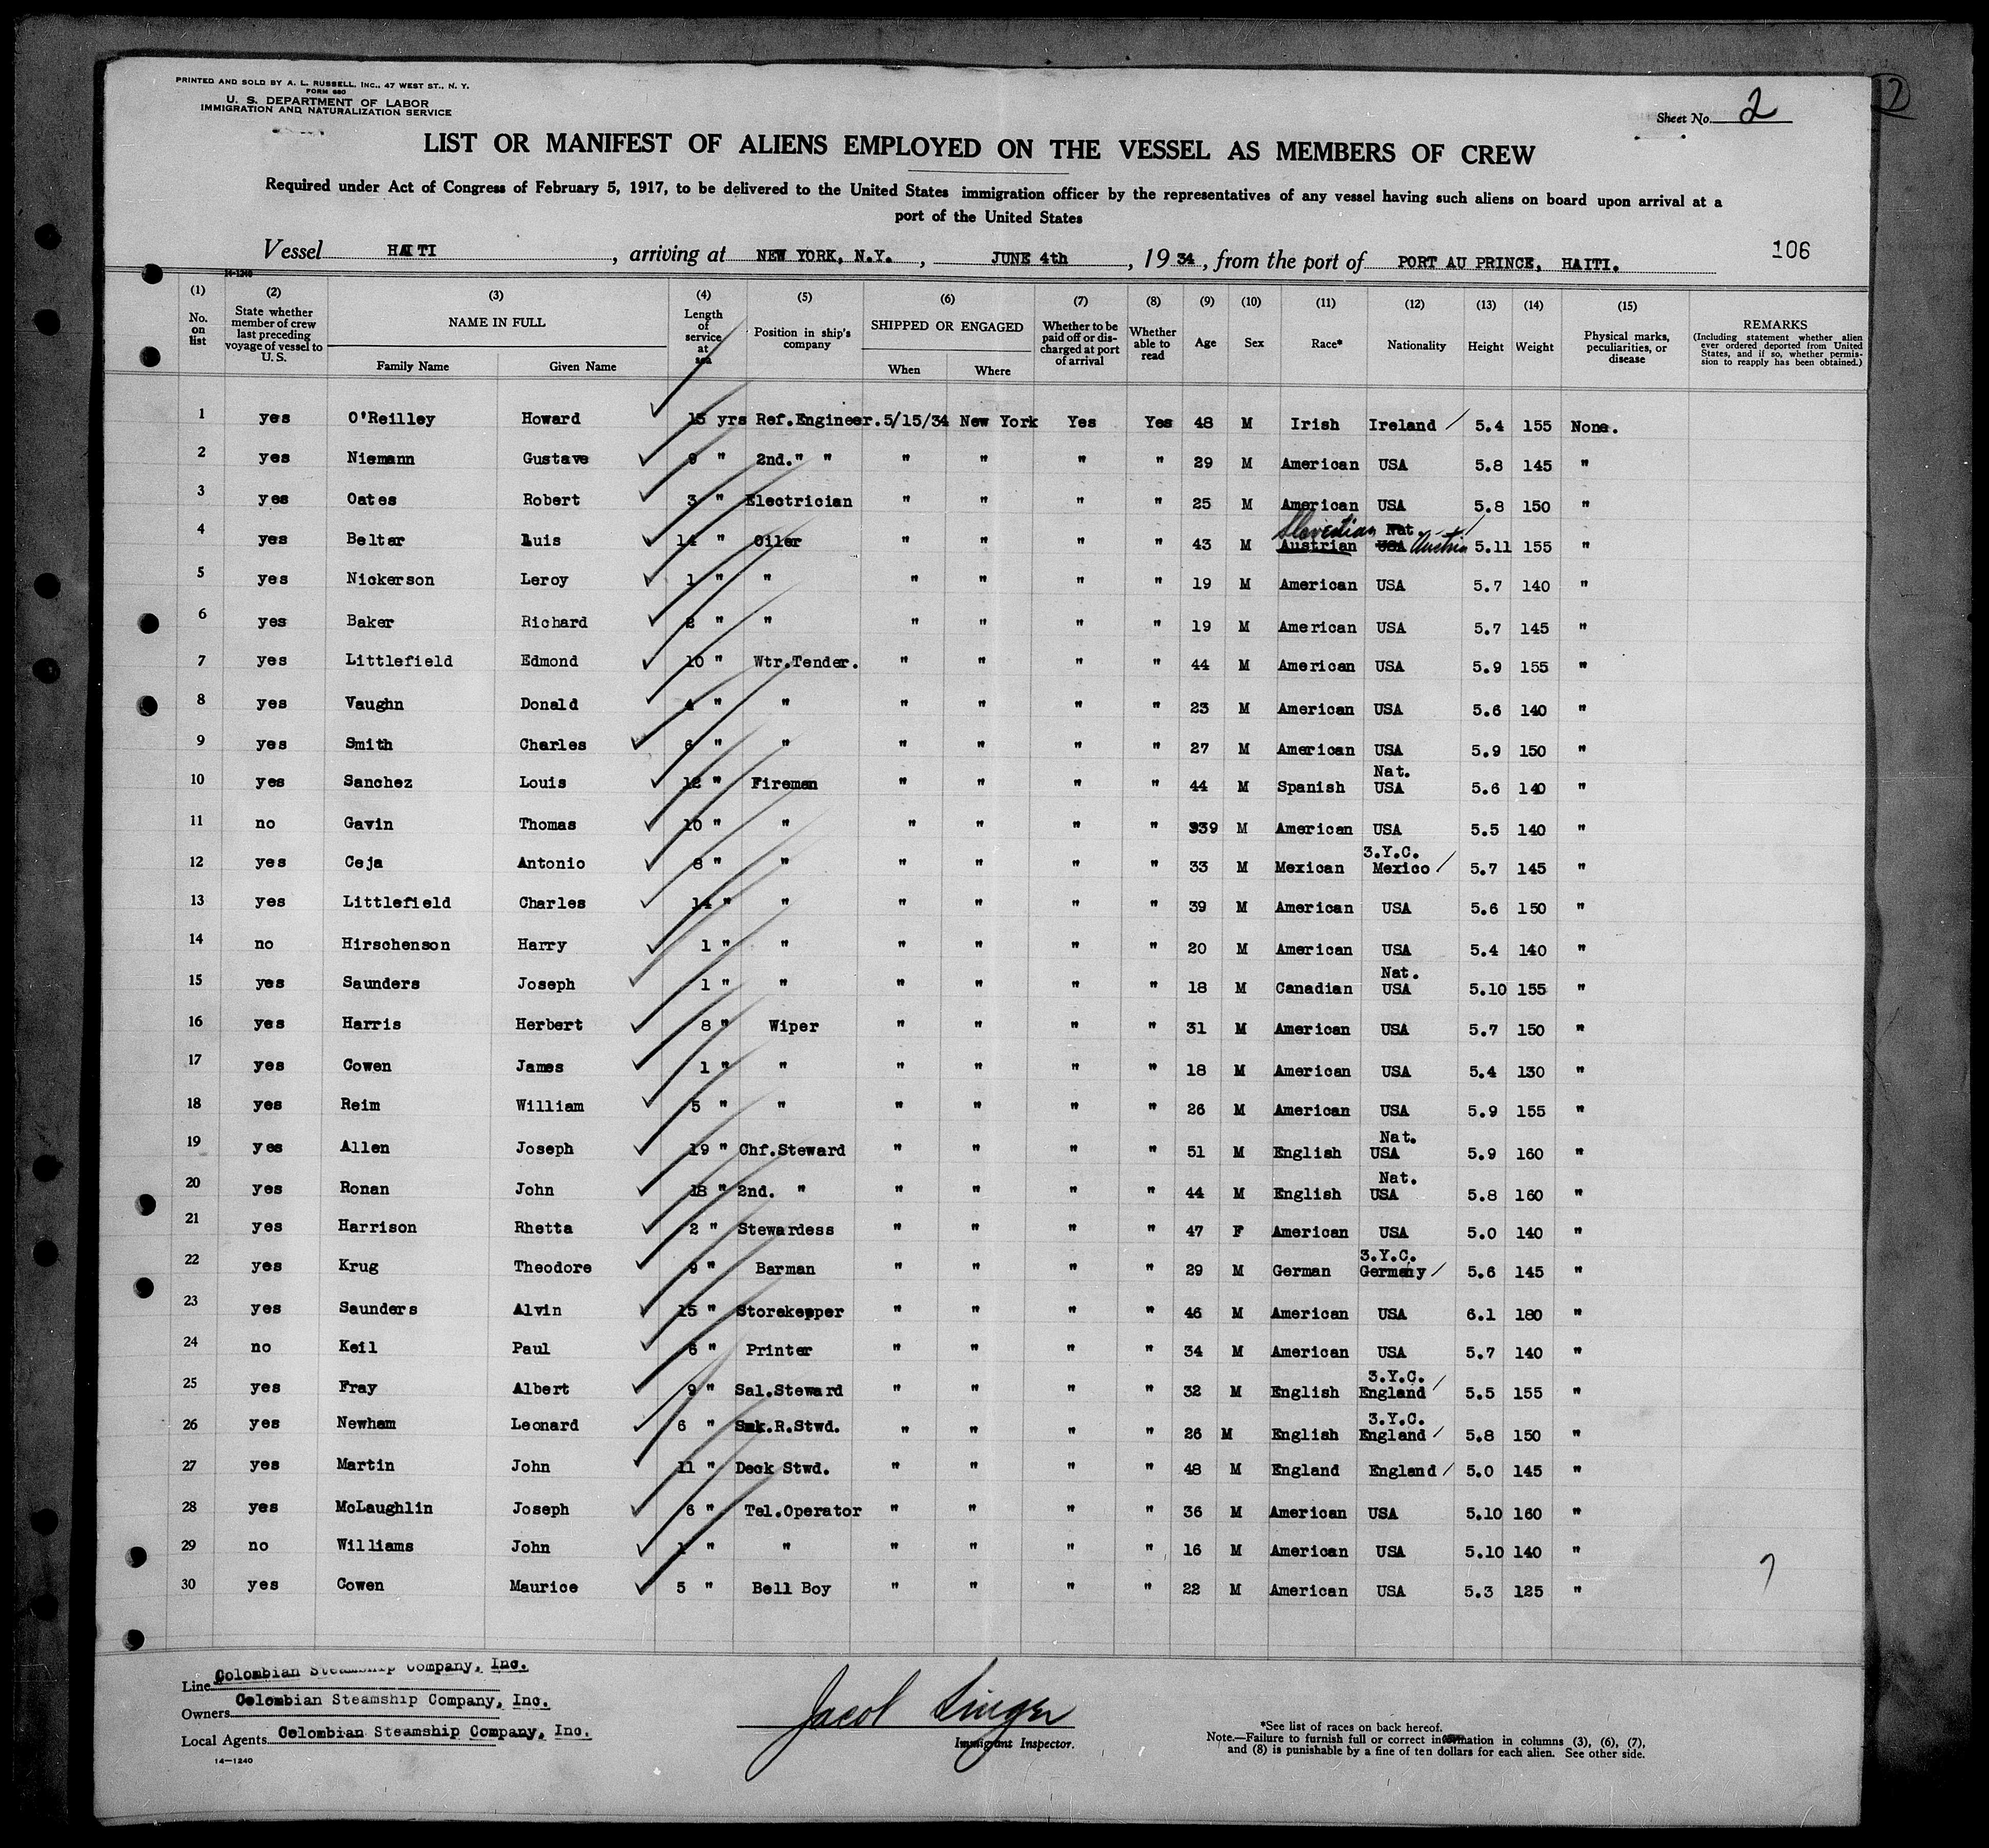 PRINTED AND SOLD BY A. L. RUSSELL, INC., 47 WEST ST., N. Y.
FORM 680
U. S. DEPARTMENT OF LABOR
IMMIGRATION AND NATURALIZATION SERVICE
Sheet No. 2
2
LIST OR MANIFEST OF ALIENS EMPLOYED ON THE VESSEL AS MEMBERS OF CREW
Required under Act of Congress of February 5, 1917, to be delivered to the United States immigration officer by the representatives of any vessel having such aliens on board upon arrival at a
port of the United States
Vessel HAITI, arriving at NEW YORK, N.Y., JUNE 4th, 1934, from the port of PORT AU PRINCE, HAITI.
106
14-1240
(1) No. on list (2) State whether member of crew last preceding voyage of vessel to U. S. (3) NAME IN FULL Family Name Given Name (4) Length of service at sea (5) Position in ship's company (6) SHIPPED OR ENGAGED When Where (7) Whether to be paid off or discharged at port of arrival (8) Whether able to read (9) Age (10) Sex (11) Race* (12) Nationality (13) Height (14) Weight (15) Physical marks, peculiarities, or disease REMARKS (Including statement whether alien ever ordered deported from United States, and if so, whether permission to reapply has been obtained.)
1 yes O'Reilley Howard 15 yrs Ref.Engineer. 5/15/34 New York Yes Yes 48 M Irish Ireland / 5.4 155 None.
2 yes Niemann Gustave 9 " 2nd." " " " " " 29 M American USA 5.8 145 "
3 yes Oates Robert 3 " Electrician " " " " 25 M American USA 5.8 150 "
4 yes Belter Luis 14 " Oiler " " " " 43 M Austrian Nat. USA Austria 5.11 155 "
5 yes Nickerson Leroy 1 " " " " " " 19 M American USA 5.7 140 "
6 yes Baker Richard 2 " " " " " " 19 M American USA 5.7 145 "
7 yes Littlefield Edmond 10 " Wtr.Tender. " " " " 44 M American USA 5.9 155 "
8 yes Vaughn Donald 4 " " " " " " 23 M American USA 5.6 140 "
9 yes Smith Charles 6 " " " " " " 27 M American USA 5.9 150 "
10 yes Sanchez Louis 12 " Fireman " " " " 44 M Spanish Nat. USA 5.6 140 "
11 no Gavin Thomas 10 " " " " " " 339 M American USA 5.5 140 "
12 yes Ceja Antonio 8 " " " " " " 33 M Mexican 3.Y.C. Mexico / 5.7 145 "
13 yes Littlefield Charles 14 " " " " " " 39 M American USA 5.6 150 "
14 no Hirschenson Harry 1 " " " " " " 20 M American USA 5.4 140 "
15 yes Saunders Joseph 1 " " " " " " 18 M Canadian Nat. USA 5.10 155 "
16 yes Harris Herbert 8 " Wiper " " " " 31 M American USA 5.7 150 "
17 yes Cowen James 1 " " " " " " 18 M American USA 5.4 130 "
18 yes Reim William 5 " " " " " " 26 M American USA 5.9 155 "
19 yes Allen Joseph 19 " Chf.Steward " " " " 51 M English Nat. USA 5.9 160 "
20 yes Ronan John 18 " 2nd. " " " " " 44 M English Nat. USA 5.8 160 "
21 yes Harrison Rhetta 2 " Stewardess " " " " 47 F American USA 5.0 140 "
22 yes Krug Theodore 9 " Barman " " " " 29 M German 3.Y.C. Germany / 5.6 145 "
23 yes Saunders Alvin 15 " Storekepper " " " " 46 M American USA 6.1 180 "
24 no Keil Paul 6 " Printer " " " " 34 M American USA 5.7 140 "
25 yes Fray Albert 9 " Sal.Steward " " " " 32 M English 3.Y.C. England / 5.5 155 "
26 yes Newham Leonard 6 " Smk.R.Stwd. " " " " 26 M English 3.Y.C. England / 5.8 150 "
27 yes Martin John 11 " Deck Stwd. " " " " 48 M England England / 5.0 145 "
28 yes McLaughlin Joseph 6 " Tel.Operator " " " " 36 M American USA 5.10 160 "
29 no Williams John 1 " " " " " " 16 M American USA 5.10 140 "
30 yes Cowen Maurice 5 " Bell Boy " " " " 22 M American USA 5.3 125 "
Line Colombian Steamship Company, Inc.
Owners Colombian Steamship Company, Inc.
Local Agents Colombian Steamship Company, Inc.
14-1240
Jacob Singer
Immigrant Inspector.
*See list of races on back hereof.
Note.—Failure to furnish full or correct information in columns (3), (6), (7),
and (8) is punishable by a fine of ten dollars for each alien. See other side.